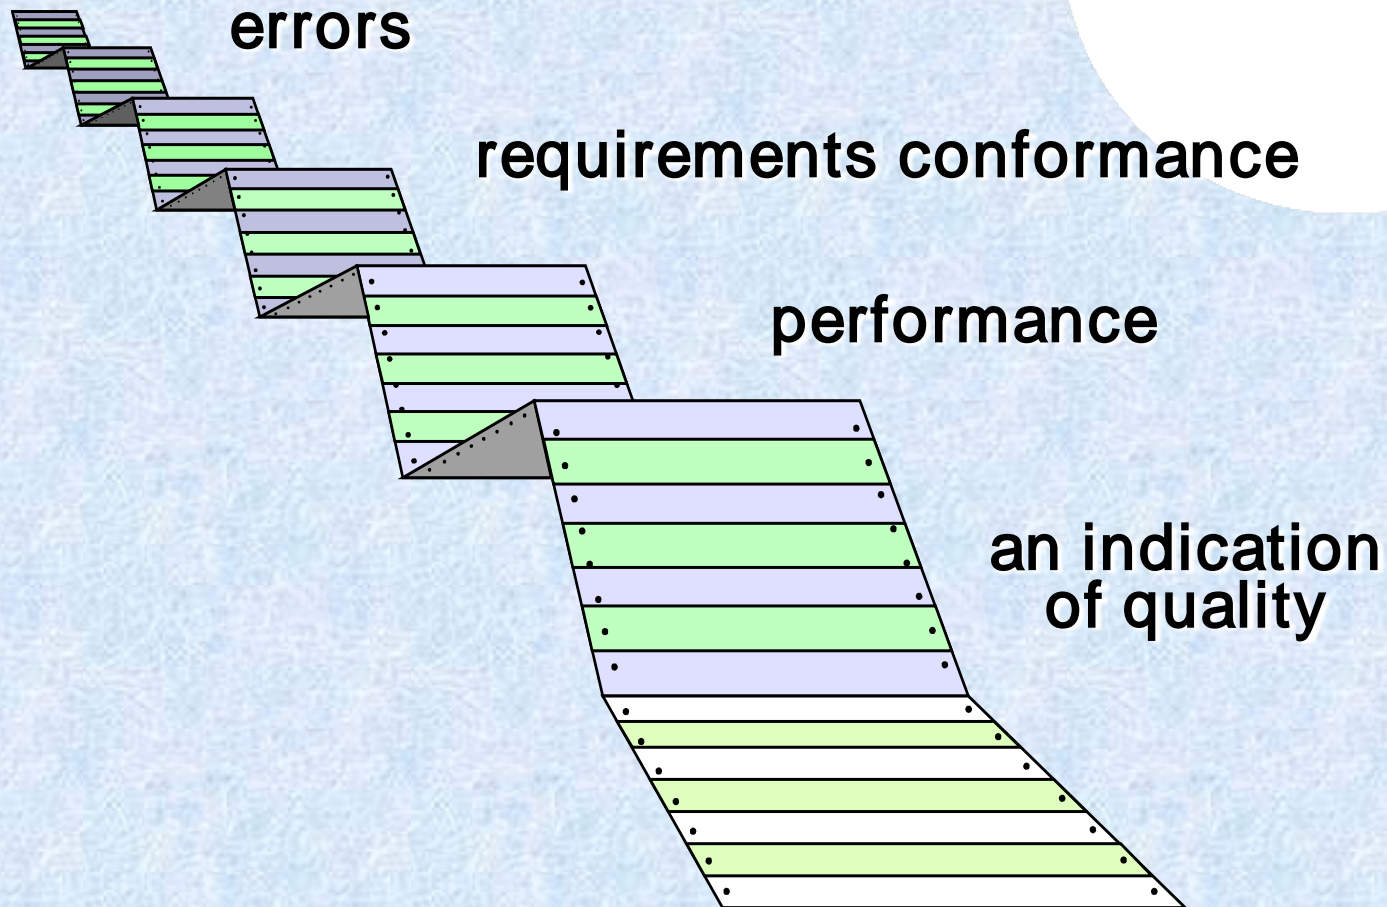 errors
requirements conformance
performance
an indication
of quality